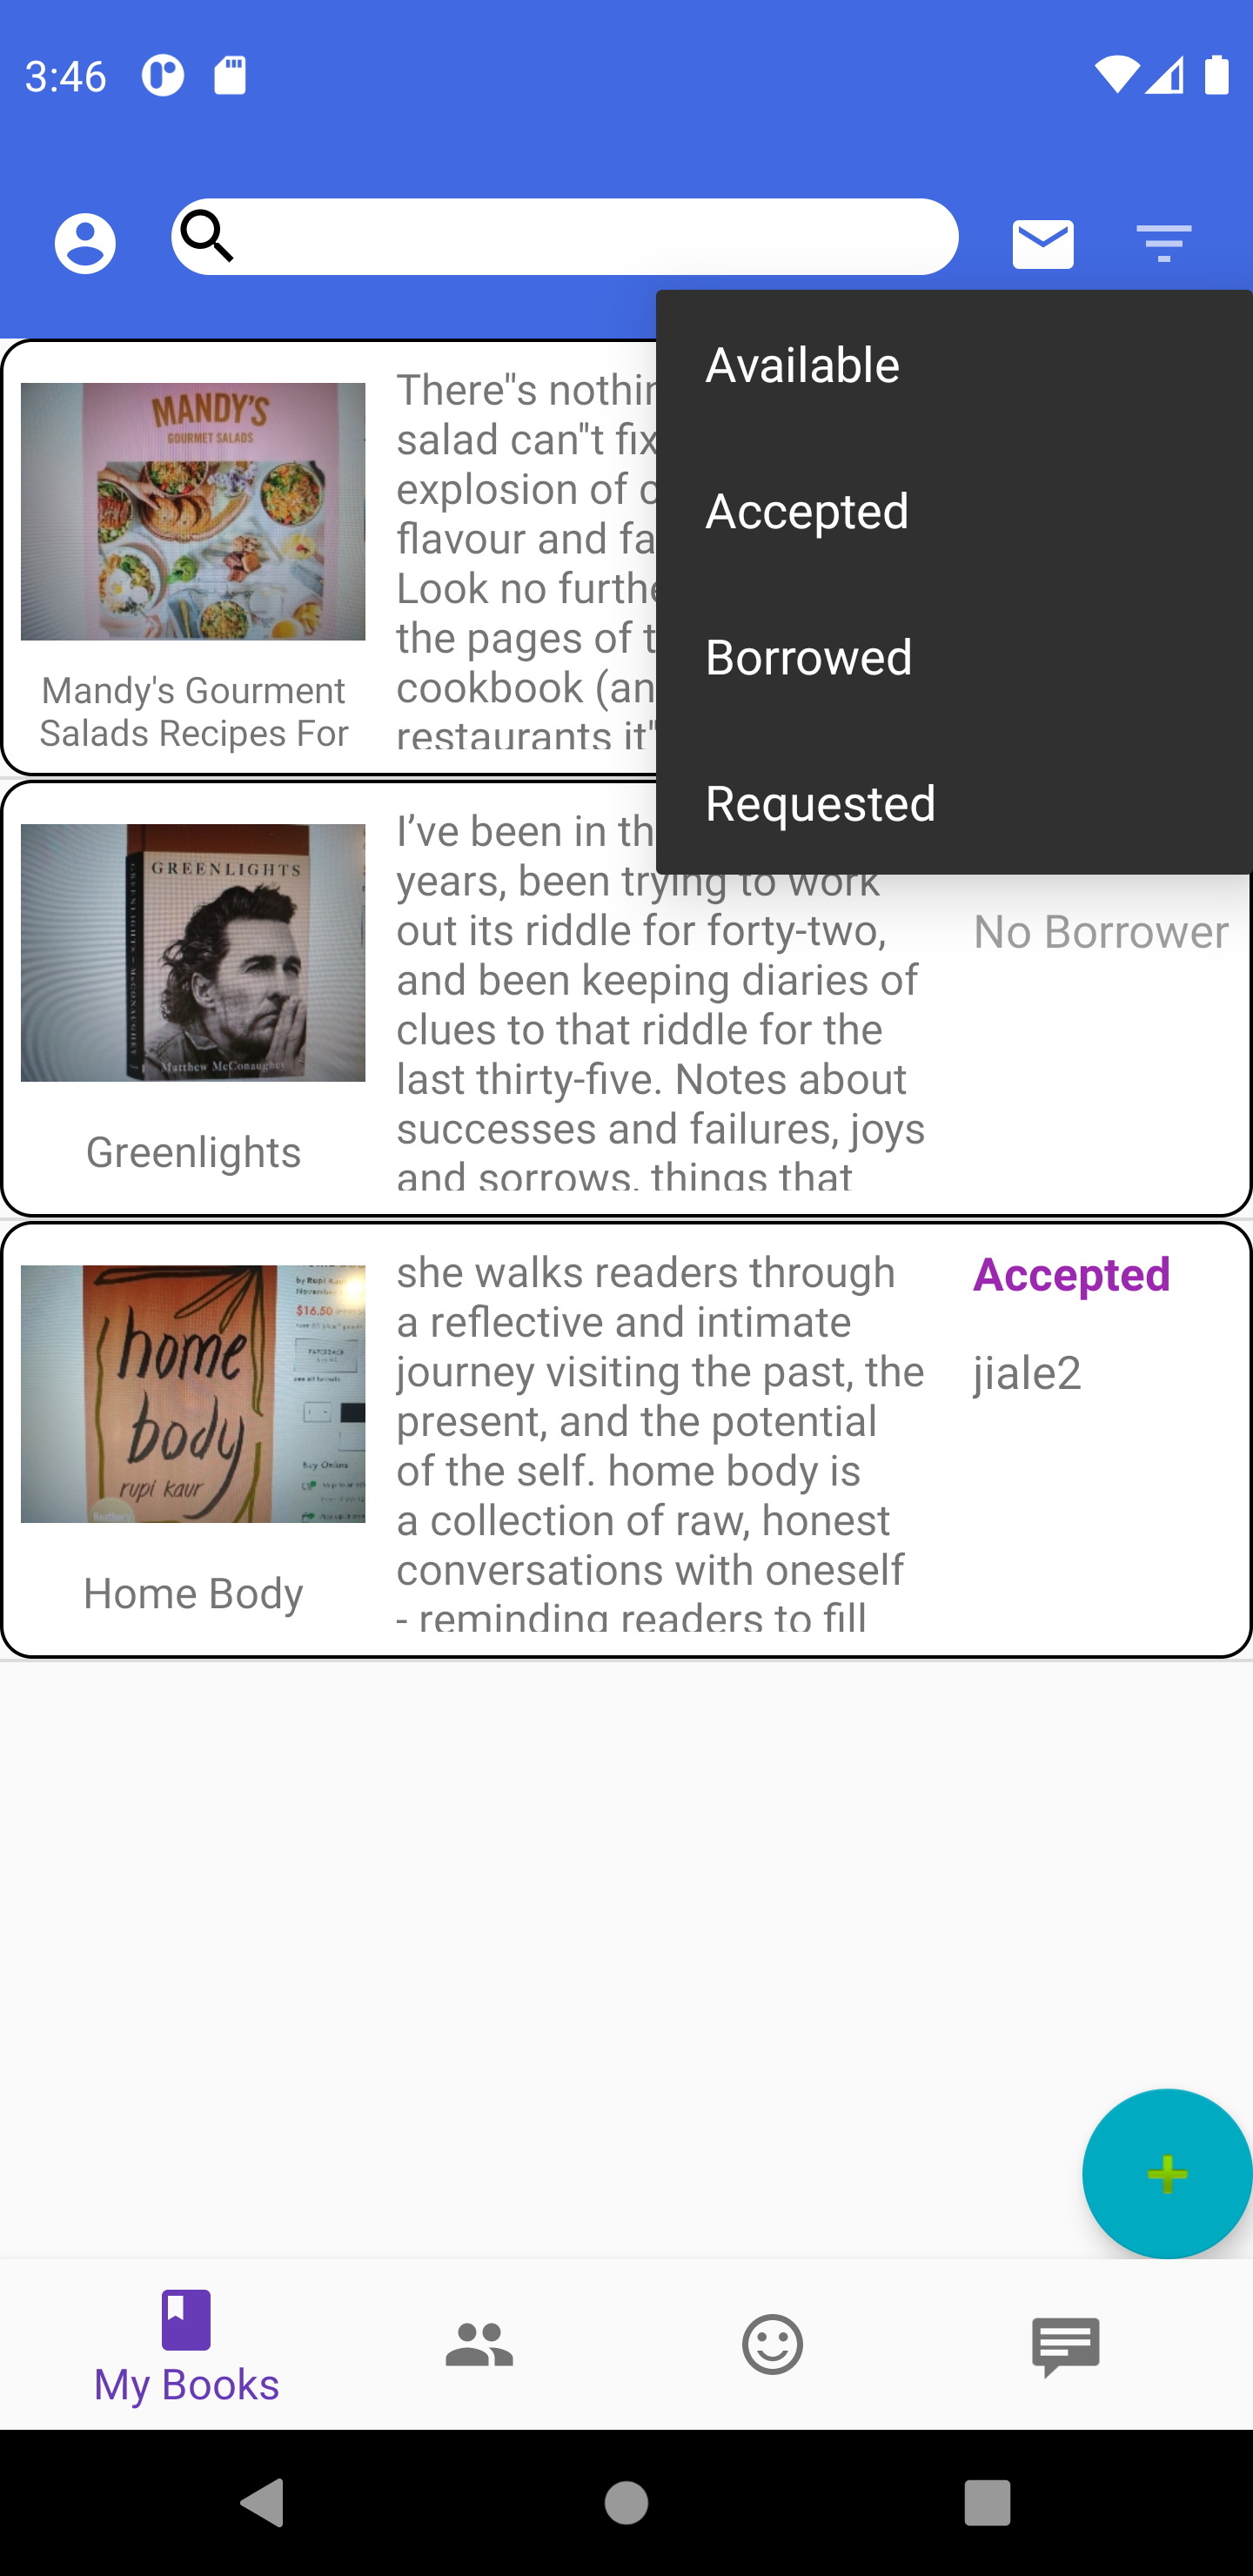 3:46
Available
Accepted
Borrowed
Requested
MANDY'S
GOURMET SALADS
Mandy's Gourment
Salads Recipes For
There"s nothin
salad can"t fix
explosion of
flavour and fa
Look no furthe
the pages of t
cookbook (an
restaurants it"
GREENLIGHTS
Matthew McConaughey
Greenlights
I’ve been in th
years, been trying to work
out its riddle for forty-two,
and been keeping diaries of
clues to that riddle for the
last thirty-five. Notes about
successes and failures, joys
and sorrows, things that
No Borrower
by Rupi Kau
November
$16.50
home
body
rupi kaur
Buy Online
Home Body
she walks readers through
a reflective and intimate
journey visiting the past, the
present, and the potential
of the self. home body is
a collection of raw, honest
conversations with oneself
- reminding readers to fill
Accepted
jiale2
My Books